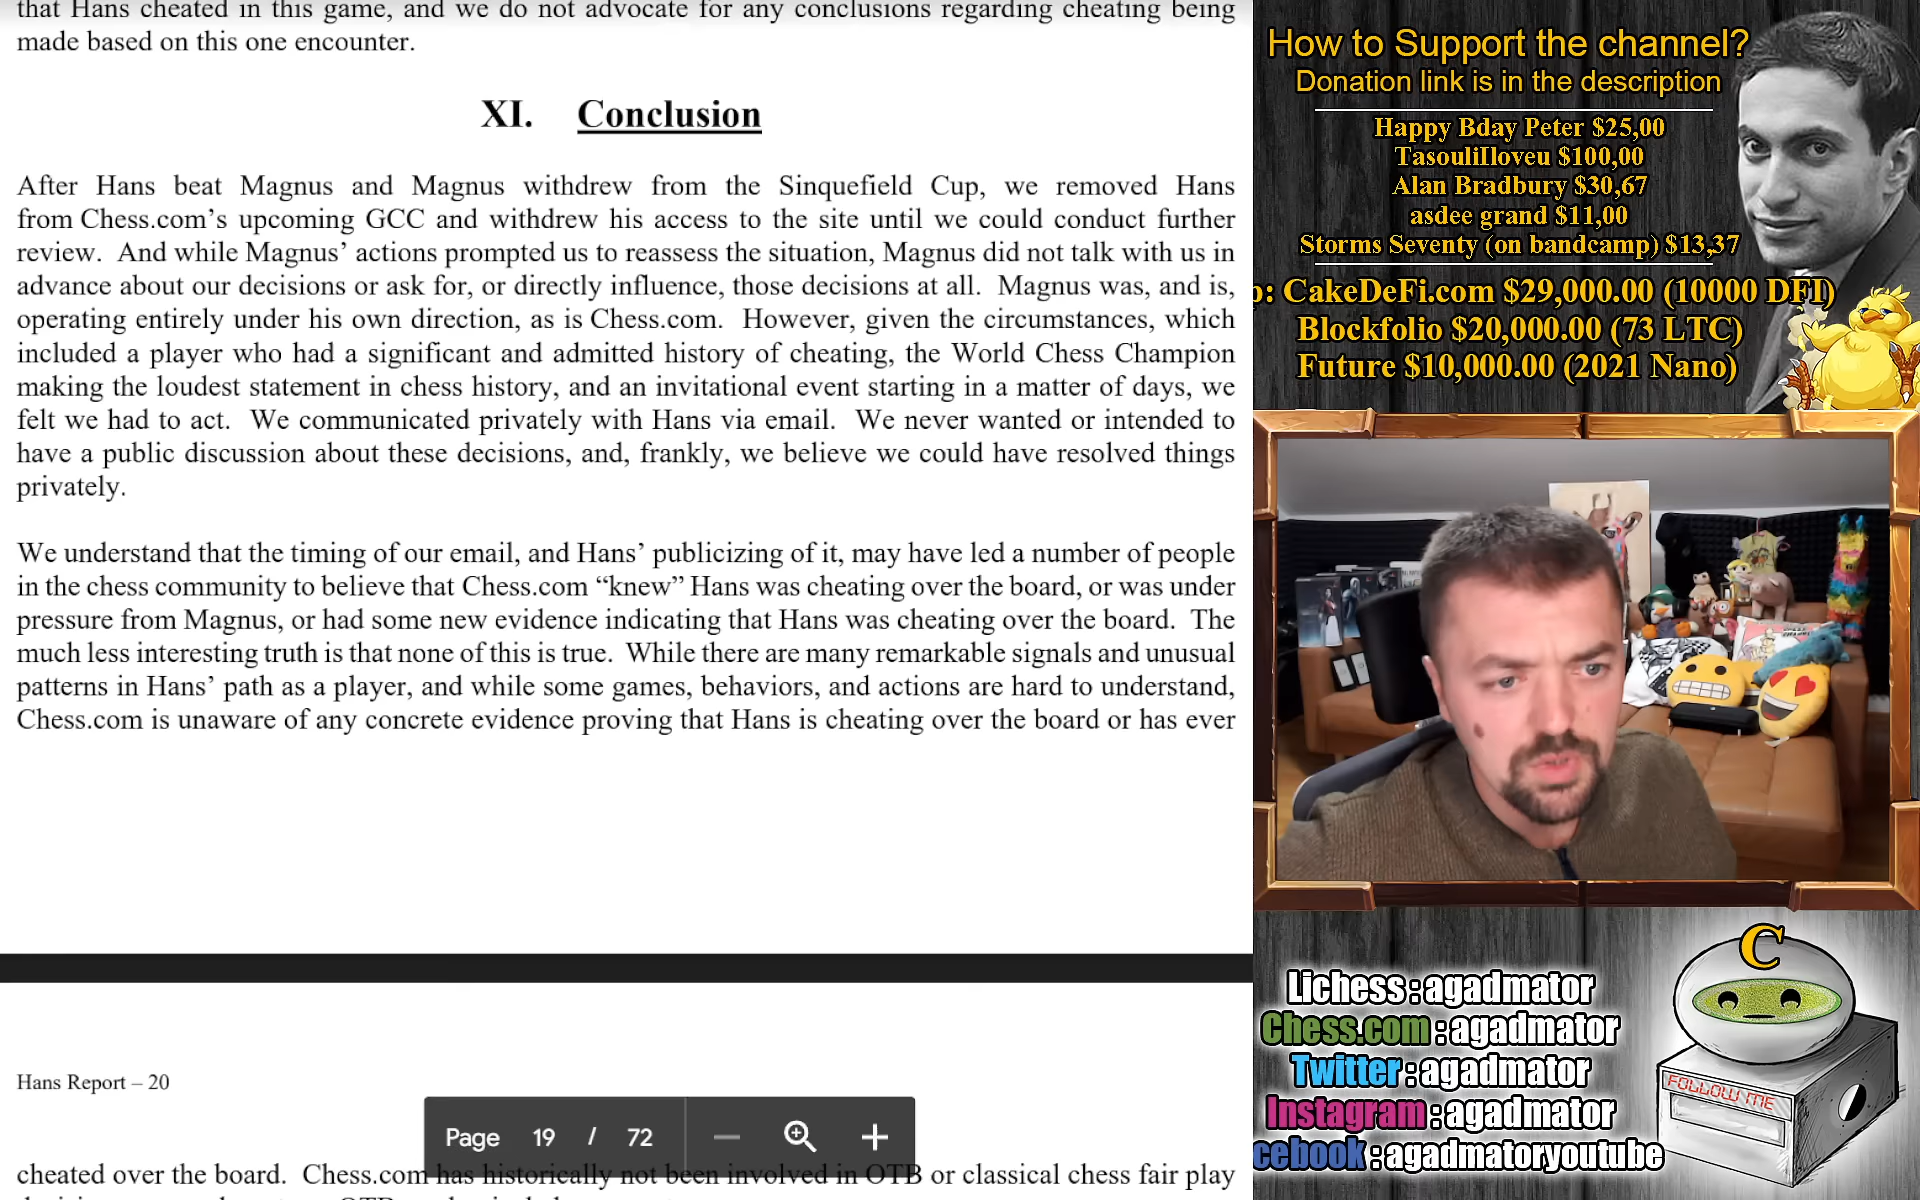 that Hans cheated in this game, and we do not advocate for any conclusions regarding cheating being
made based on this one encounter.
XI. Conclusion
After Hans beat Magnus and Magnus withdrew from the Sinquefield Cup, we removed Hans
from Chess.com’s upcoming GCC and withdrew his access to the site until we could conduct further
review. And while Magnus’ actions prompted us to reassess the situation, Magnus did not talk with us in
advance about our decisions or ask for, or directly influence, those decisions at all. Magnus was, and is,
operating entirely under his own direction, as is Chess.com. However, given the circumstances, which
included a player who had a significant and admitted history of cheating, the World Chess Champion
making the loudest statement in chess history, and an invitational event starting in a matter of days, we
felt we had to act. We communicated privately with Hans via email. We never wanted or intended to
have a public discussion about these decisions, and, frankly, we believe we could have resolved things
privately.
We understand that the timing of our email, and Hans’ publicizing of it, may have led a number of people
in the chess community to believe that Chess.com “knew” Hans was cheating over the board, or was under
pressure from Magnus, or had some new evidence indicating that Hans was cheating over the board. The
much less interesting truth is that none of this is true. While there are many remarkable signals and unusual
patterns in Hans’ path as a player, and while some games, behaviors, and actions are hard to understand,
Chess.com is unaware of any concrete evidence proving that Hans is cheating over the board or has ever
Hans Report – 20
Page 19 / 72
cheated over the board. Chess.com has historically not been involved in OTB or classical chess fair play
How to Support the channel?
Donation link is in the description
Happy Bday Peter $25,00
TasouliIloveu $100,00
Alan Bradbury $30,67
asdee grand $11,00
Storms Seventy (on bandcamp) $13,37
: CakeDeFi.com $29,000.00 (10000 DFI)
Blockfolio $20,000.00 (73 LTC)
Future $10,000.00 (2021 Nano)
C
Lichess:agadmator
Chess.com:agadmator
Twitter:agadmator
Instagram:agadmator
cebook:agadmatoryoutube
FOLLOW ME